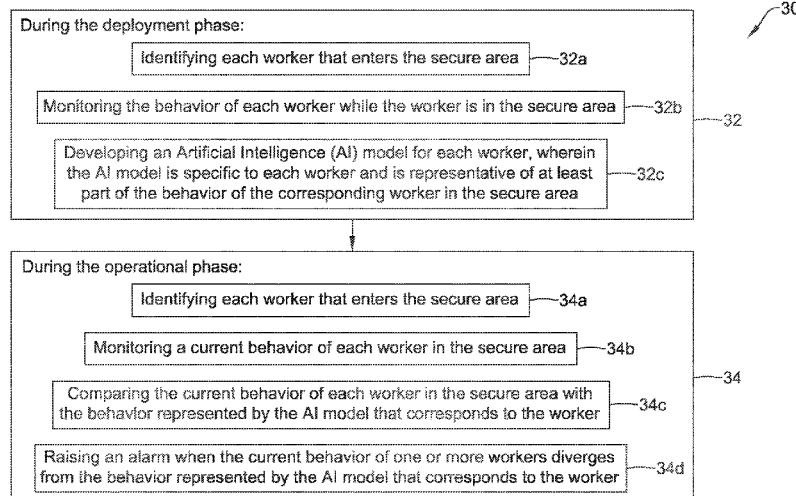 30
During the deployment phase:
Identifying each worker that enters the secure area
32a
Monitoring the behavior of each worker while the worker is in the secure area
32b
32
Developing an Artificial Intelligence (AI) model for each worker, wherein
the AI model is specific to each worker and is representative of at least
part of the behavior of the corresponding worker in the secure area
32c
During the operational phase:
Identifying each worker that enters the secure area
34a
Monitoring a current behavior of each worker in the secure area
34b
34
Comparing the current behavior of each worker in the secure area with
the behavior represented by the AI model that corresponds to the worker
34c
Raising an alarm when the current behavior of one or more workers diverges
from the behavior represented by the AI model that corresponds to the worker
34d